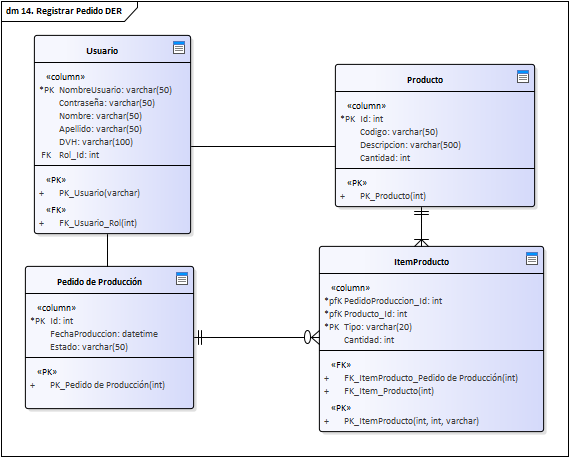 dm 14. Registrar Pedido DER
Usuario
«column»
*PK NombreUsuario: varchar(50)
Contraseña: varchar(50)
Nombre: varchar(50)
Apellido: varchar(50)
DVH: varchar(100)
FK Rol_Id: int
«PK»
+ PK_Usuario(varchar)
«FK»
+ FK_Usuario_Rol(int)
Producto
«column»
*PK Id: int
Codigo: varchar(50)
Descripcion: varchar(500)
Cantidad: int
«PK»
+ PK_Producto(int)
Pedido de Producción
«column»
*PK Id: int
FechaProduccion: datetime
Estado: varchar(50)
«PK»
+ PK_Pedido de Producción(int)
ItemProducto
«column»
*pfK PedidoProduccion_Id: int
*pfK Producto_Id: int
*PK Tipo: varchar(20)
Cantidad: int
«FK»
+ FK_ItemProducto_Pedido de Producción(int)
+ FK_Item_Producto(int)
«PK»
+ PK_ItemProducto(int, int, varchar)